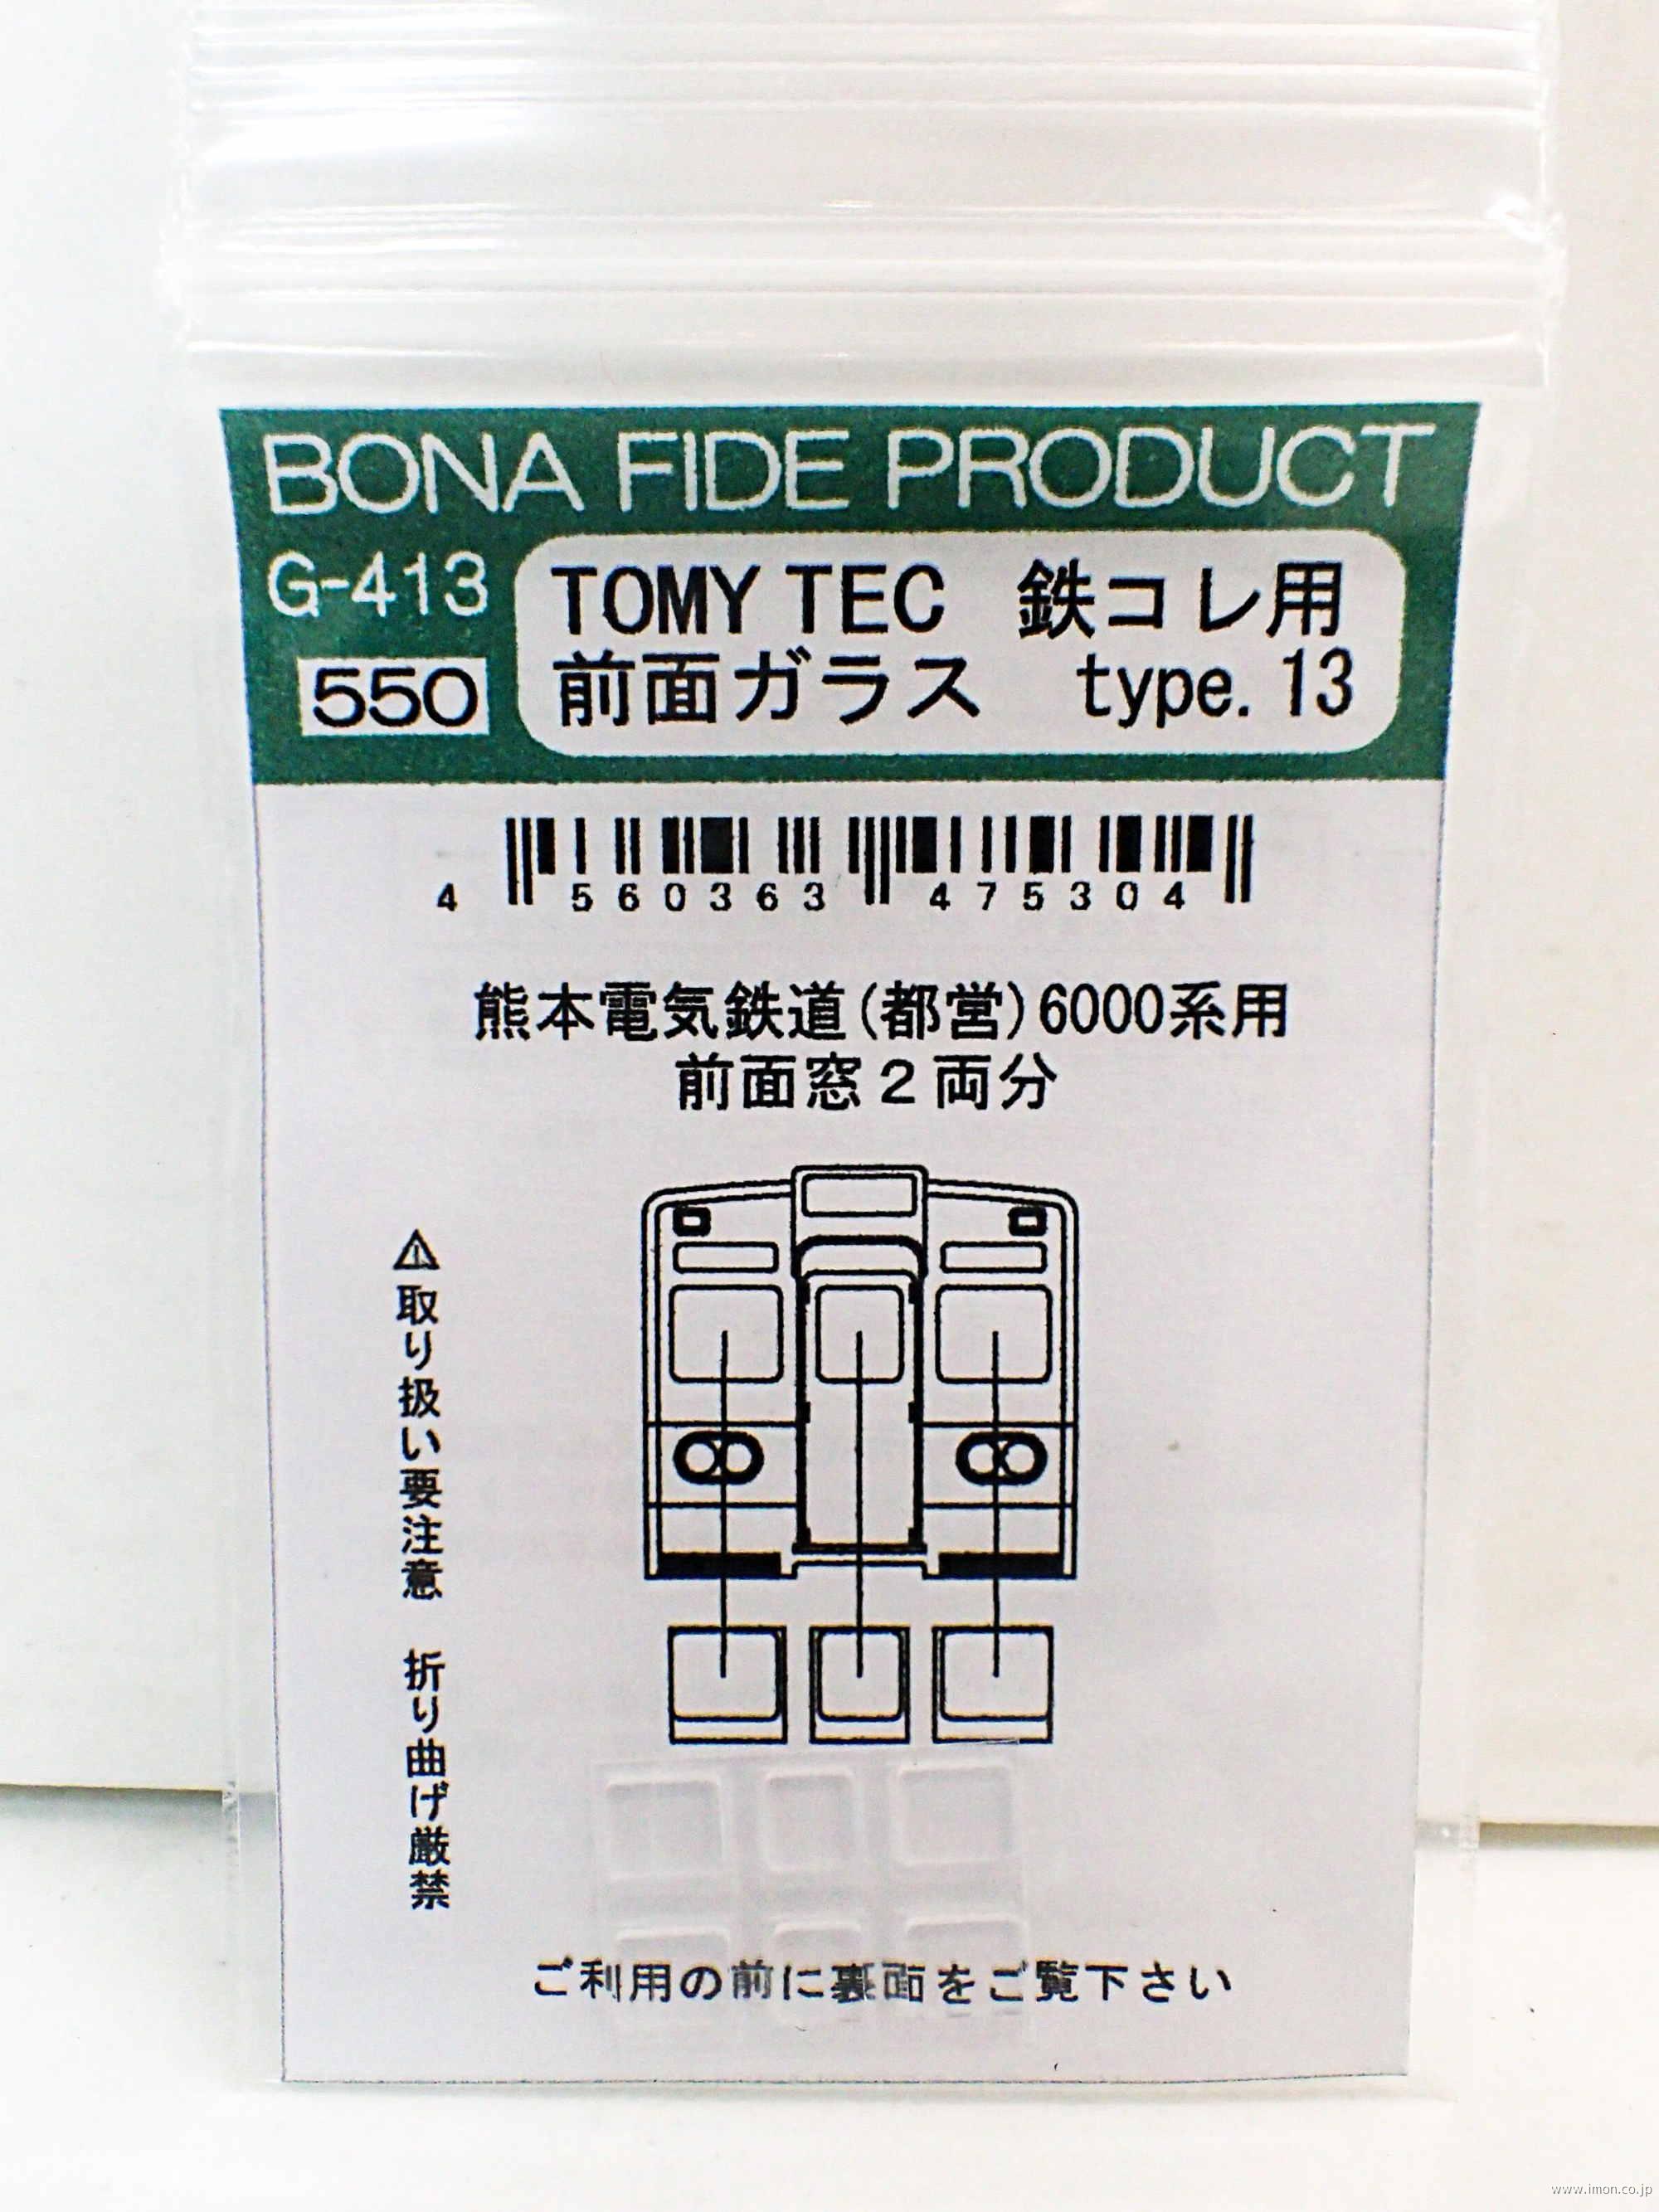 BONA FIDE PRODUCT
G-413
550
TOMY TEC 鉄コレ用
前面ガラス type.13
4 560363 475304
熊本電気鉄道(都営)6000系用
前面窓２両分
⚠取り扱い要注意 折り曲げ厳禁
ご利用の前に裏面をご覧下さい
www.imon.co.jp